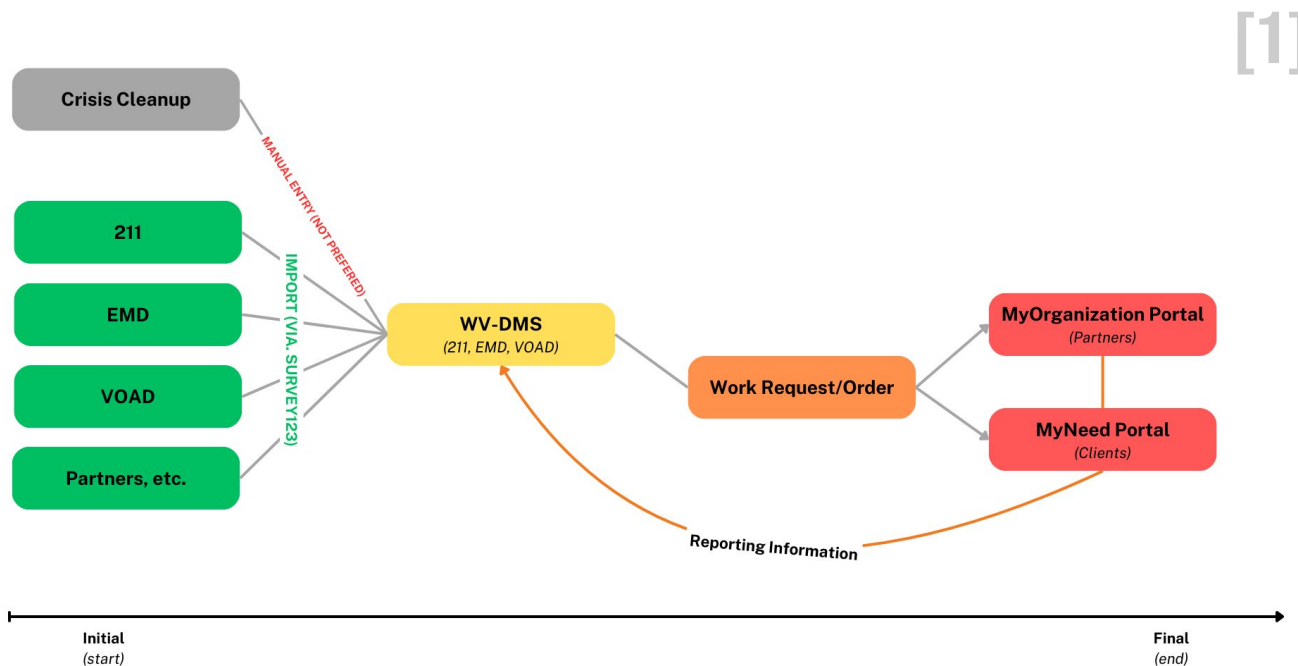 [1]
Crisis Cleanup
MANUAL ENTRY (NOT PREFERED)
211
EMD
VOAD
Partners, etc.
IMPORT (VIA. SURVEY123)
WV-DMS
(211, EMD, VOAD)
Work Request/Order
MyOrganization Portal
(Partners)
MyNeed Portal
(Clients)
Reporting Information
Initial
(start)
Final
(end)